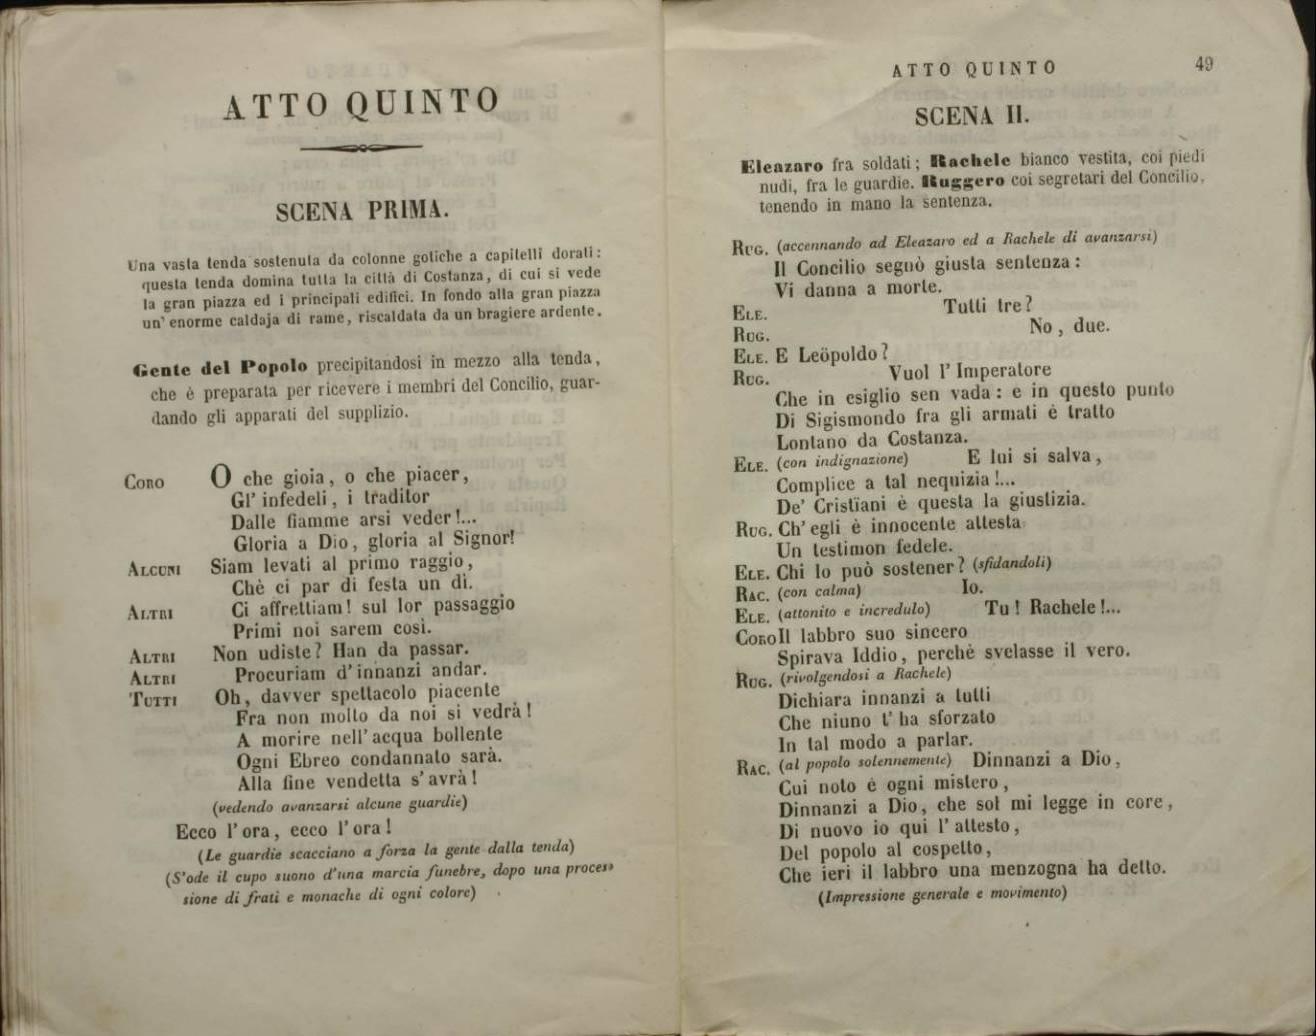 ATTO QUINTO
SCENA PRIMA.
Una vasta tenda sostenuta da colonne gotiche a capitelli dorati:
questa tenda domina tutta la città di Costanza, di cui si vede
la gran piazza ed i principali edifici. In fondo alla gran piazza
un' enorme caldaja di rame, riscaldata da un bragiere ardente.
Gente del Popolo precipitandosi in mezzo alla tenda,
che è preparata per ricevere i membri del Concilio, guar-
dando gli apparati del supplizio.
CORO O che gioia, o che piacer,
Gl' infedeli, i traditor
Dalle fiamme arsi veder!...
Gloria a Dio, gloria al Signor!
ALCUNI Siam levati al primo raggio,
Chè ci par di festa un dì.
ALTRI Ci affrettiam! sul lor passaggio
Primi noi sarem così.
ALTRI Non udiste? Han da passar.
ALTRI Procuriam d' innanzi andar.
TUTTI Oh, davver spettacolo piacente
Fra non molto da noi si vedrà!
A morire nell' acqua bollente
Ogni Ebreo condannato sarà.
Alla fine vendetta s' avrà!
(vedendo avanzarsi alcune guardie)
Ecco l' ora, ecco l' ora!
(Le guardie scacciano a forza la gente dalla tenda)
(S'ode il cupo suono d'una marcia funebre, dopo una proces-
sione di frati e monache di ogni colore)
ATTO QUINTO 49
SCENA II.
Eleazaro fra soldati; Rachele bianco vestita, coi piedi
nudi, fra le guardie. Ruggero coi segretari del Concilio,
tenendo in mano la sentenza.
RUG. (accennando ad Eleazaro ed a Rachele di avanzarsi)
Il Concilio segnò giusta sentenza:
Vi danna a morte.
ELE. Tutti tre?
RUG. No, due.
ELE. E Leöpoldo?
RUG. Vuol l' Imperatore
Che in esiglio sen vada: e in questo punto
Di Sigismondo fra gli armati è tratto
Lontano da Costanza.
ELE. (con indignazione) E lui si salva,
Complice a tal nequizia!...
De' Cristïani è questa la giustizia.
RUG. Ch' egli è innocente attesta
Un testimon fedele.
ELE. Chi lo può sostener? (sfidandoli)
RAC. (con calma) Io.
ELE. (attonito e incredulo) Tu! Rachele!...
CORO Il labbro suo sincero
Spirava Iddio, perchè svelasse il vero.
RUG. (rivolgendosi a Rachele)
Dichiara innanzi a tutti
Che niuno t' ha sforzato
In tal modo a parlar.
RAC. (al popolo solennemente) Dinnanzi a Dio,
Cui noto è ogni mistero,
Dinnanzi a Dio, che sol mi legge in core,
Di nuovo io qui l' attesto,
Del popolo al cospetto,
Che ieri il labbro una menzogna ha detto.
(Impressione generale e movimento)